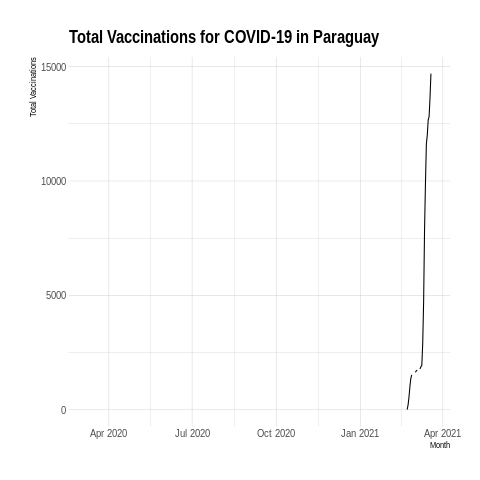 Total Vaccinations for COVID-19 in Paraguay
Total Vaccinations
15000
10000
5000
0
Apr 2020 Jul 2020 Oct 2020 Jan 2021 Apr 2021
Month